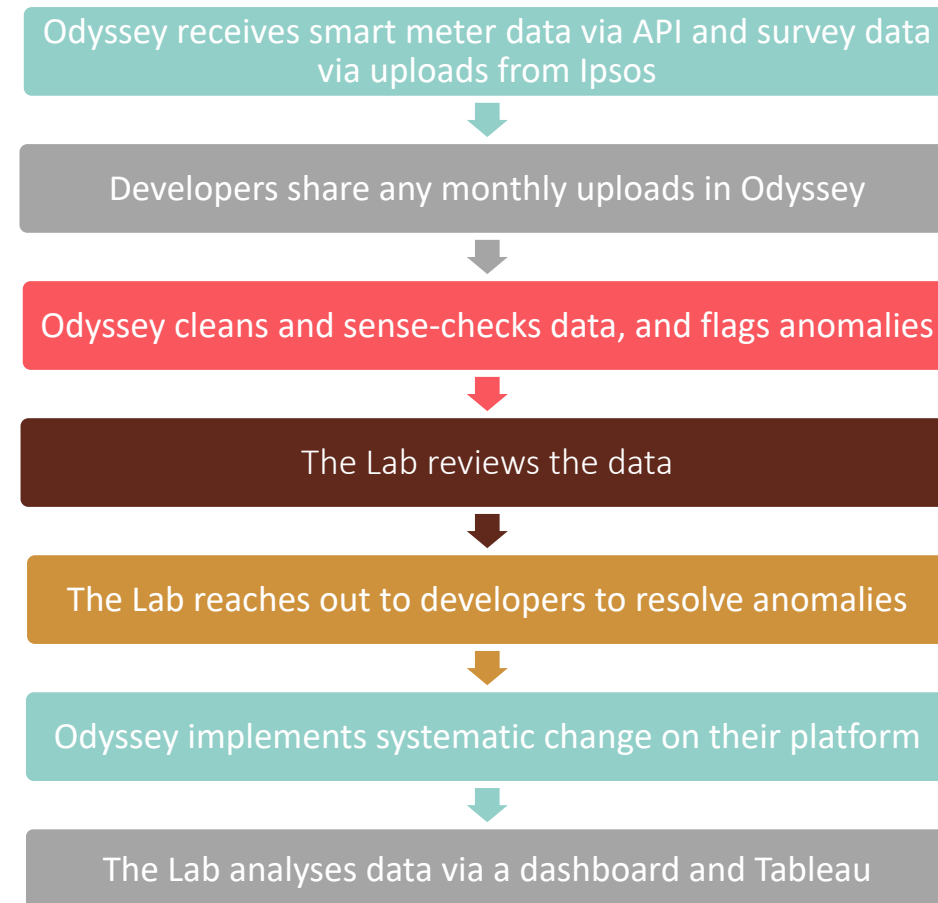 Odyssey receives smart meter data via API and survey data
via uploads from Ipsos
Developers share any monthly uploads in Odyssey
Odyssey cleans and sense-checks data, and flags anomalies
The Lab reviews the data
The Lab reaches out to developers to resolve anomalies
Odyssey implements systematic change on their platform
The Lab analyses data via a dashboard and Tableau